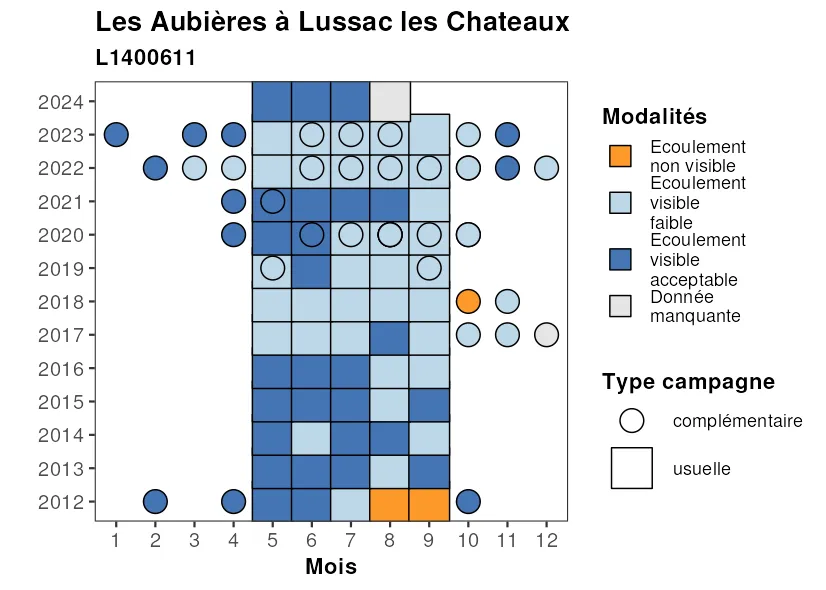 Les Aubières à Lussac les Chateaux
L1400611
2024
2023
2022
2021
2020
2019
2018
2017
2016
2015
2014
2013
2012
1 2 3 4 5 6 7 8 9 10 11 12
Mois
Modalités
Ecoulement
non visible
Ecoulement
visible
faible
Ecoulement
visible
acceptable
Donnée
manquante
Type campagne
complémentaire
usuelle